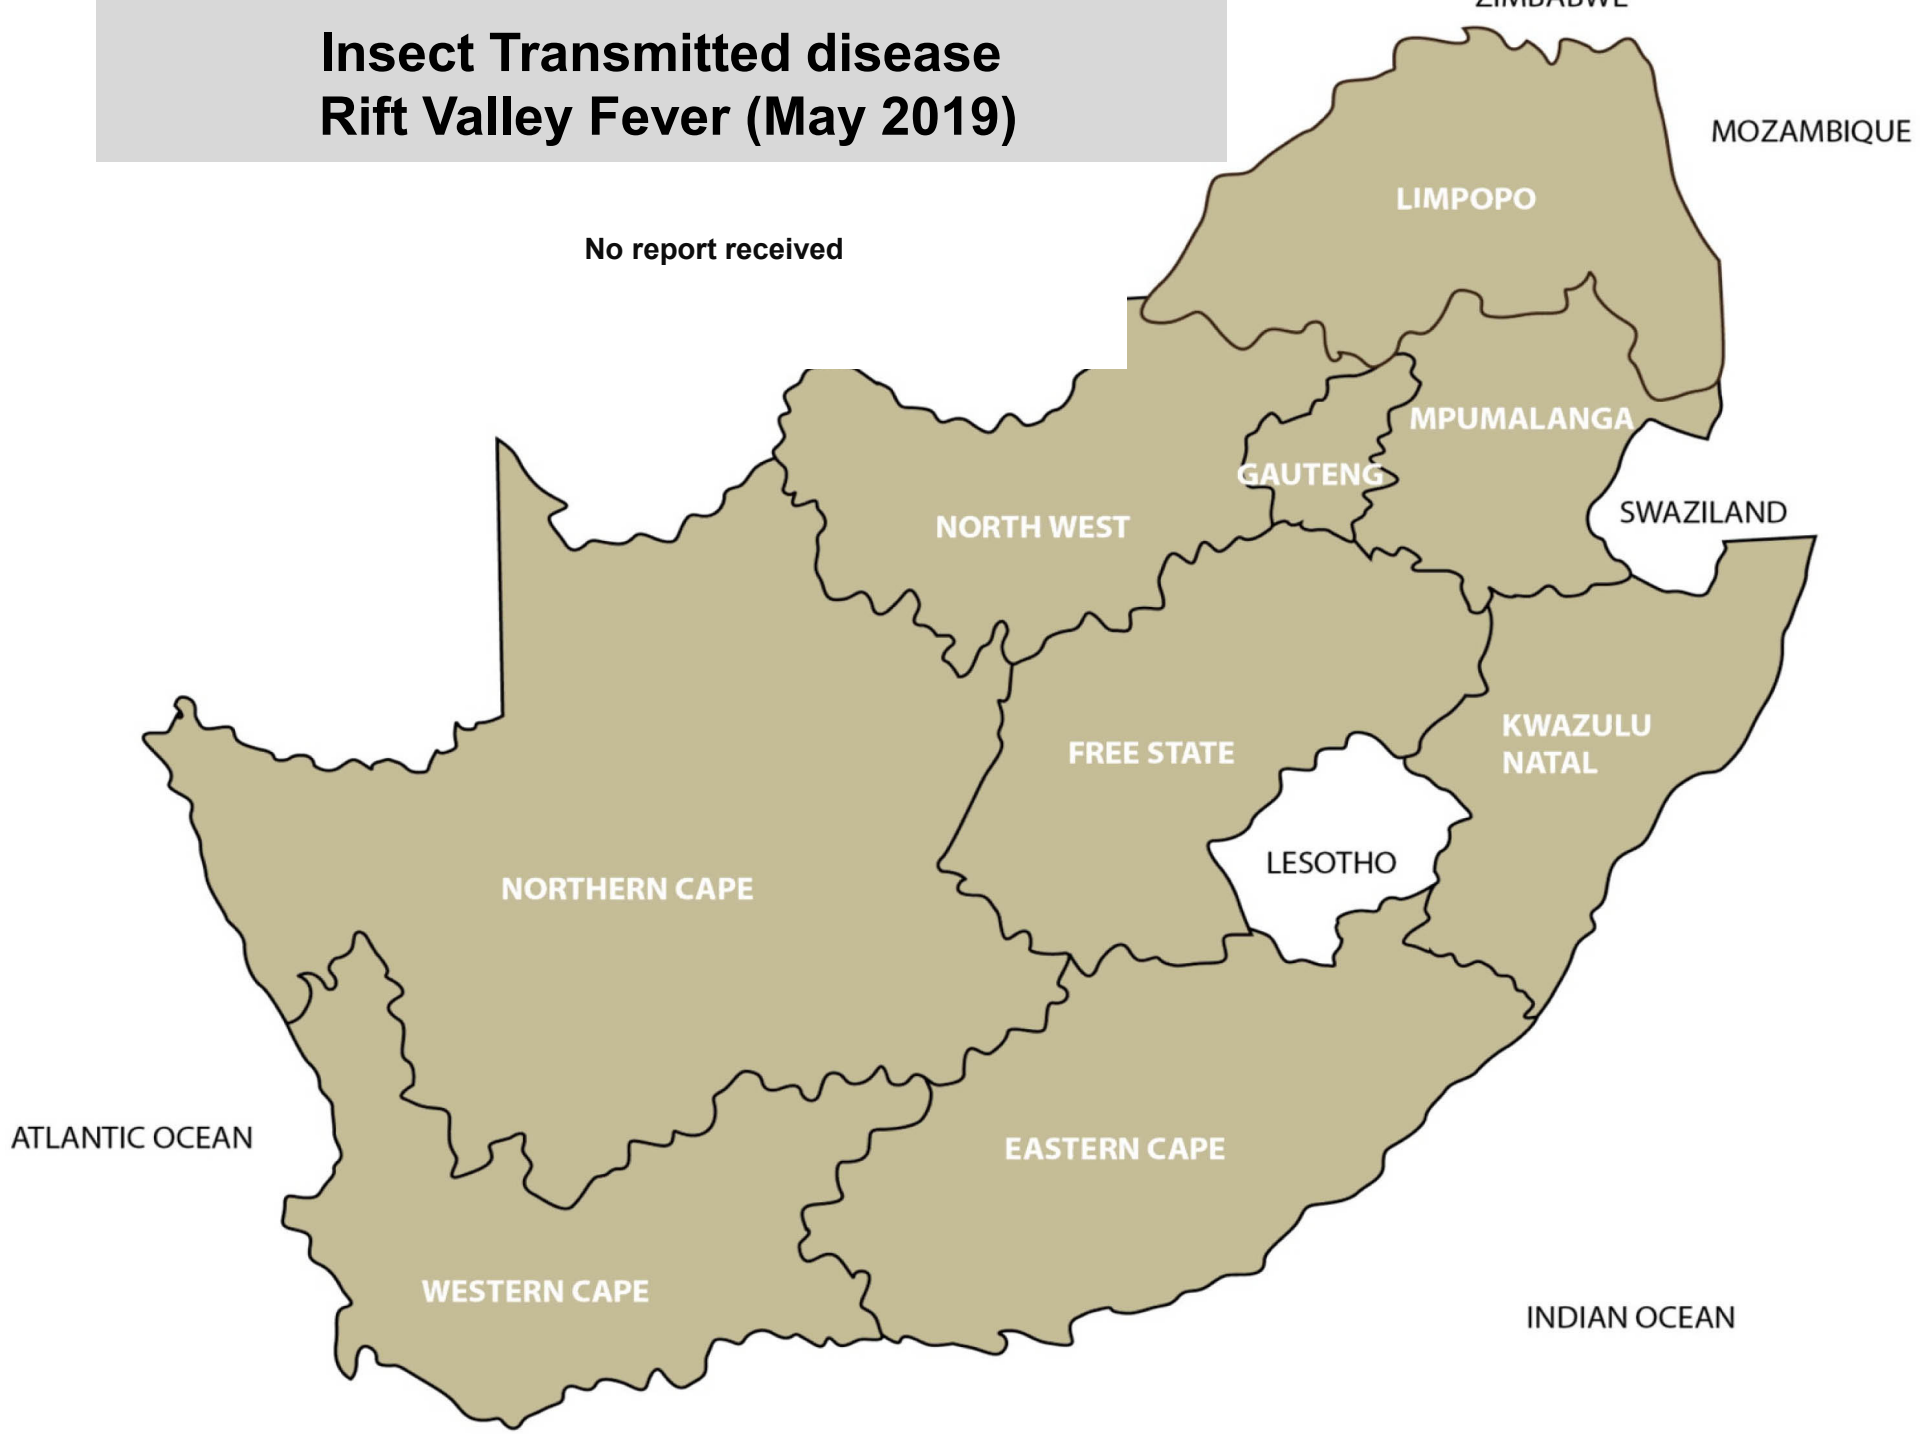 ZIMBABWE
Insect Transmitted disease
Rift Valley Fever (May 2019)
MOZAMBIQUE
LIMPOPO
No report received
MPUMALANGA
GAUTENG
SWAZILAND
NORTH WEST
KWAZULU
NATAL
FREE STATE
LESOTHO
NORTHERN CAPE
ATLANTIC OCEAN
EASTERN CAPE
WESTERN CAPE
INDIAN OCEAN